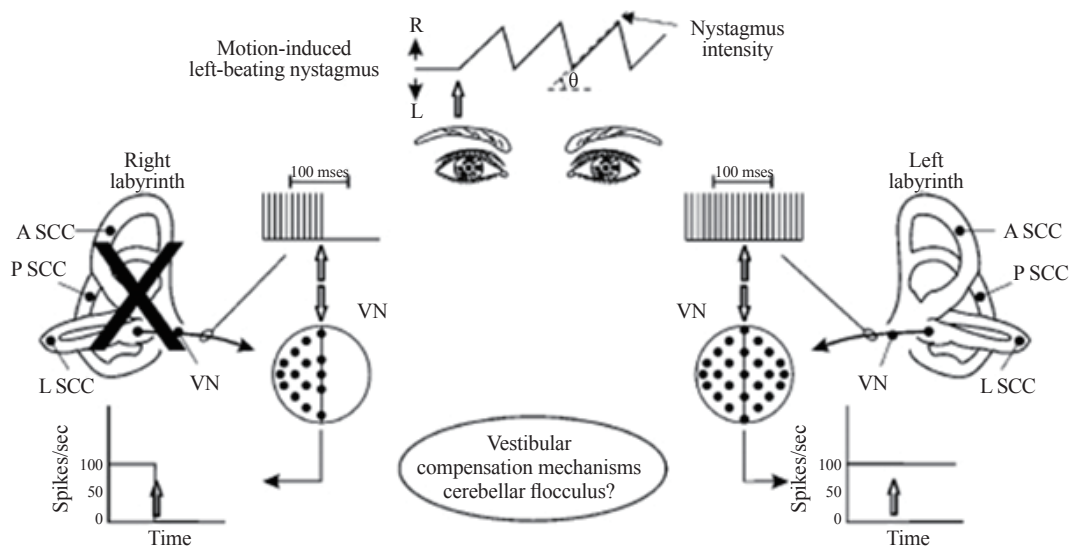 R
Motion-induced
left-beating nystagmus
Nystagmus
intensity
θ
L
Right
labyrinth
100 mses
100 mses
Left
labyrinth
A SCC
A SCC
P SCC
P SCC
VN
VN
L SCC
VN
VN
L SCC
Spikes/sec
100
50
0
Time
Vestibular
compensation mechanisms
cerebellar flocculus?
Spikes/sec
100
50
0
Time